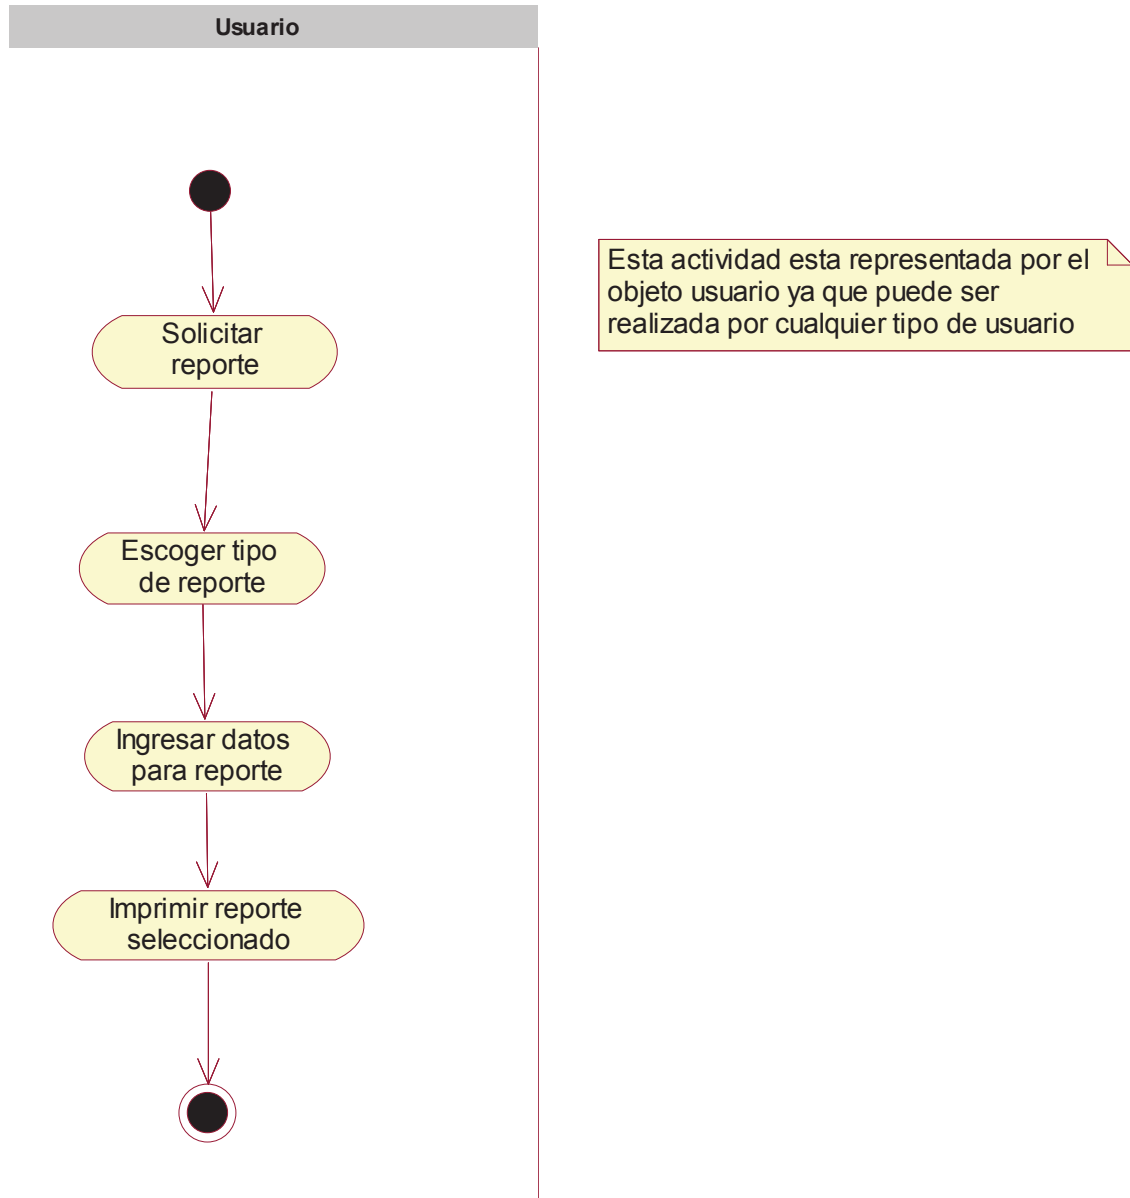 Usuario
Esta actividad esta representada por el
objeto usuario ya que puede ser
realizada por cualquier tipo de usuario
Solicitar
reporte
Escoger tipo
de reporte
Ingresar datos
para reporte
Imprimir reporte
seleccionado